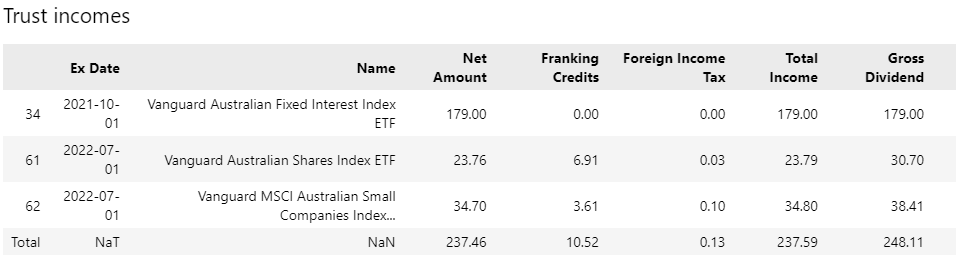 Trust incomes
Ex Date Name Net Amount Franking Credits Foreign Income Tax Total Income Gross Dividend
34 2021-10-01 Vanguard Australian Fixed Interest Index ETF 179.00 0.00 0.00 179.00 179.00
61 2022-07-01 Vanguard Australian Shares Index ETF 23.76 6.91 0.03 23.79 30.70
62 2022-07-01 Vanguard MSCI Australian Small Companies Index... 34.70 3.61 0.10 34.80 38.41
Total NaT NaN 237.46 10.52 0.13 237.59 248.11